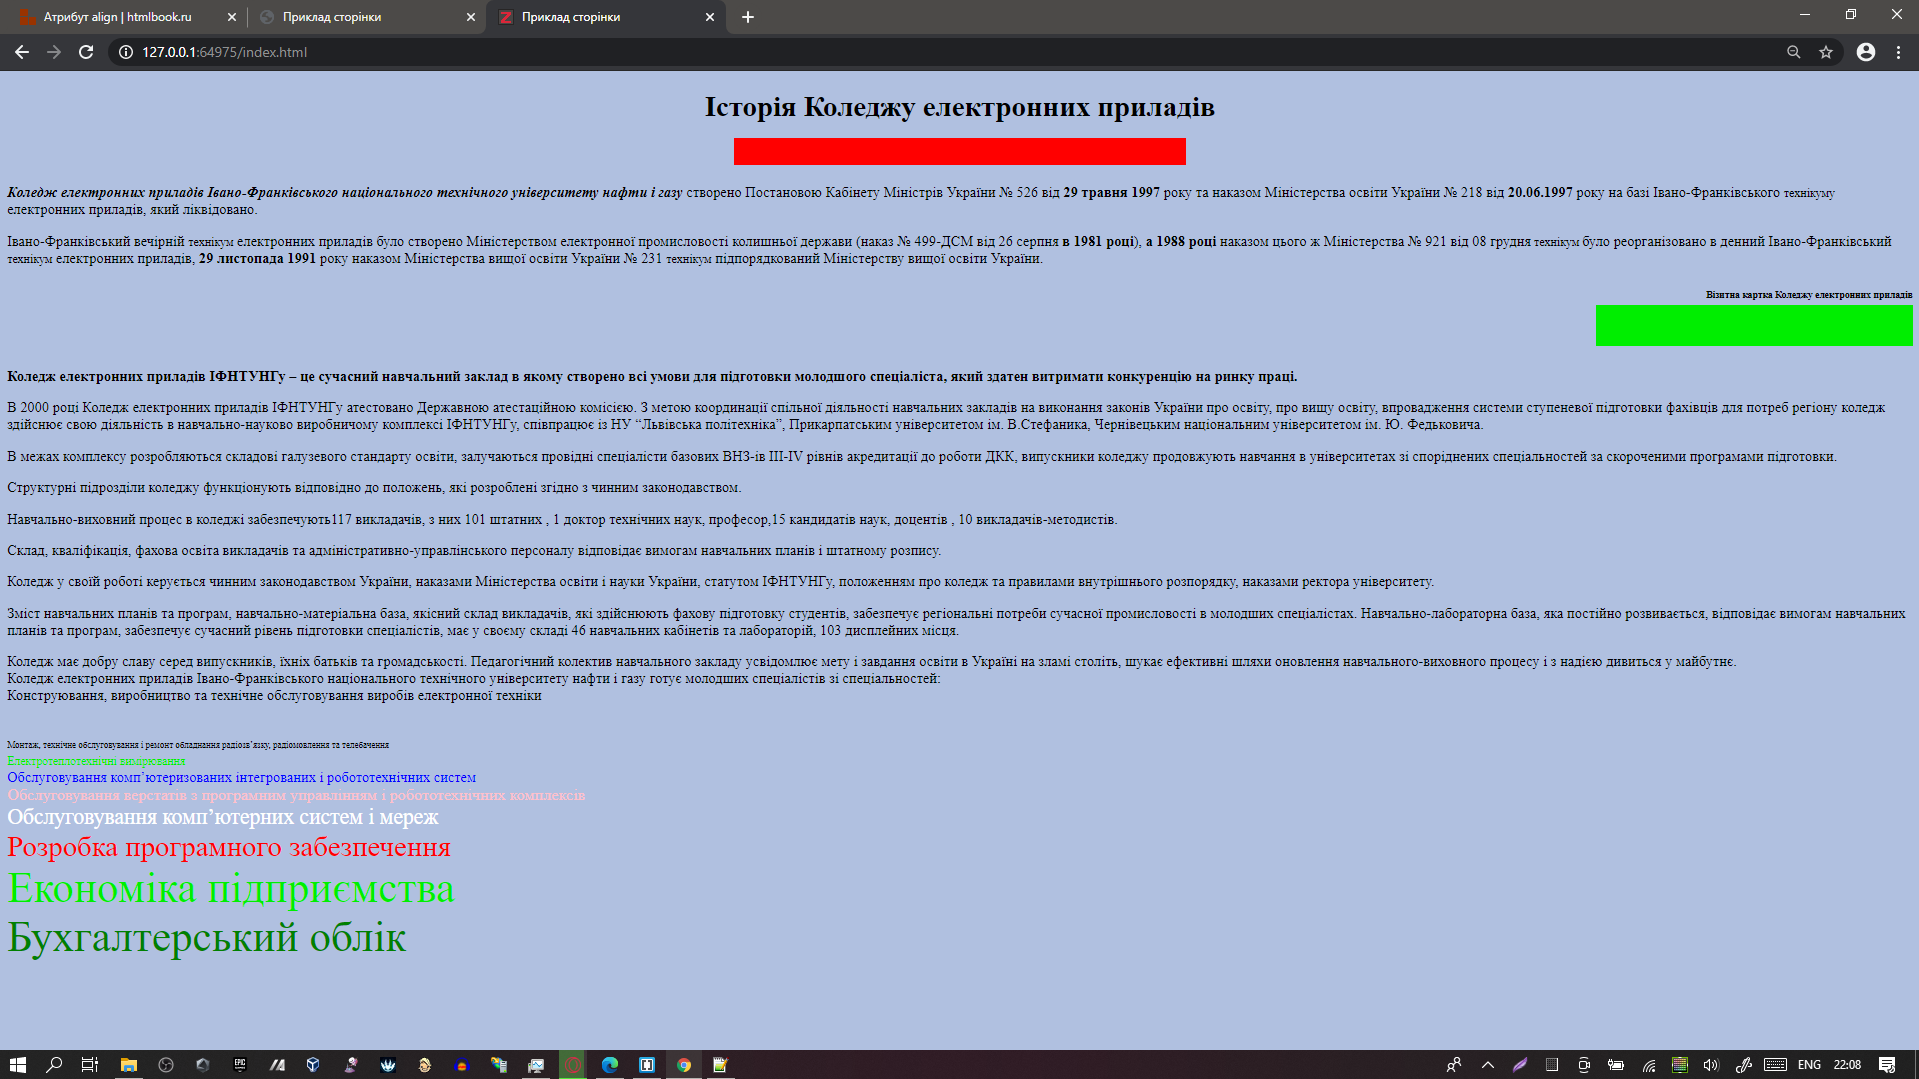 Атрибут align | htmlbook.ru
Приклад сторінки
Приклад сторінки
127.0.0.1:64975/index.html
Історія Коледжу електронних приладів
Коледж електронних приладів Івано-Франківського національного технічного університету нафти і газу створено Постановою Кабінету Міністрів України № 526 від 29 травня 1997 року та наказом Міністерства освіти України № 218 від 20.06.1997 року на базі Івано-Франківського технікуму
електронних приладів, який ліквідовано.
Івано-Франківський вечірній технікум електронних приладів було створено Міністерством електронної промисловості колишньої держави (наказ № 499-ДСМ від 26 серпня в 1981 році), а 1988 році наказом цього ж Міністерства № 921 від 08 грудня технікум було реорганізовано в денний Івано-Франківський
технікум електронних приладів, 29 листопада 1991 року наказом Міністерства вищої освіти України № 231 технікум підпорядкований Міністерству вищої освіти України.
Візитна картка Коледжу електронних приладів
Коледж електронних приладів ІФНТУНГу – це сучасний навчальний заклад в якому створено всі умови для підготовки молодшого спеціаліста, який здатен витримати конкуренцію на ринку праці.
В 2000 році Коледж електронних приладів ІФНТУНГу атестовано Державною атестаційною комісією. З метою координації спільної діяльності навчальних закладів на виконання законів України про освіту, про вищу освіту, впровадження системи ступеневої підготовки фахівців для потреб регіону коледж
здійснює свою діяльність в навчально-науково виробничому комплексі ІФНТУНГу, співпрацює із НУ “Львівська політехніка”, Прикарпатським університетом ім. В.Стефаника, Чернівецьким національним університетом ім. Ю. Федьковича.
В межах комплексу розробляються складові галузевого стандарту освіти, залучаються провідні спеціалісти базових ВНЗ-ів III-IV рівнів акредитації до роботи ДКК, випускники коледжу продовжують навчання в університетах зі споріднених спеціальностей за скороченими програмами підготовки.
Структурні підрозділи коледжу функціонують відповідно до положень, які розроблені згідно з чинним законодавством.
Навчально-виховний процес в коледжі забезпечують117 викладачів, з них 101 штатних , 1 доктор технічних наук, професор,15 кандидатів наук, доцентів , 10 викладачів-методистів.
Склад, кваліфікація, фахова освіта викладачів та адміністративно-управлінського персоналу відповідає вимогам навчальних планів і штатному розпису.
Коледж у своїй роботі керується чинним законодавством України, наказами Міністерства освіти і науки України, статутом ІФНТУНГу, положенням про коледж та правилами внутрішнього розпорядку, наказами ректора університету.
Зміст навчальних планів та програм, навчально-матеріальна база, якісний склад викладачів, які здійснюють фахову підготовку студентів, забезпечує регіональні потреби сучасної промисловості в молодших спеціалістах. Навчально-лабораторна база, яка постійно розвивається, відповідає вимогам навчальних
планів та програм, забезпечує сучасний рівень підготовки спеціалістів, має у своєму складі 46 навчальних кабінетів та лабораторій, 103 дисплейних місця.
Коледж має добру славу серед випускників, їхніх батьків та громадськості. Педагогічний колектив навчального закладу усвідомлює мету і завдання освіти в Україні на зламі століть, шукає ефективні шляхи оновлення навчального-виховного процесу і з надією дивиться у майбутнє.
Коледж електронних приладів Івано-Франківського національного технічного університету нафти і газу готує молодших спеціалістів зі спеціальностей:
Конструювання, виробництво та технічне обслуговування виробів електронної техніки
Монтаж, технічне обслуговування і ремонт обладнання радіозв’язку, радіомовлення та телебачення
Електротеплотехнічні вимірювання
Обслуговування комп’ютеризованих інтегрованих і робототехнічних систем
Обслуговування верстатів з програмним управлінням і робототехнічних комплексів
Обслуговування комп’ютерних систем і мереж
Розробка програмного забезпечення
Економіка підприємства
Бухгалтерський облік
EPIC
ENG
22:08